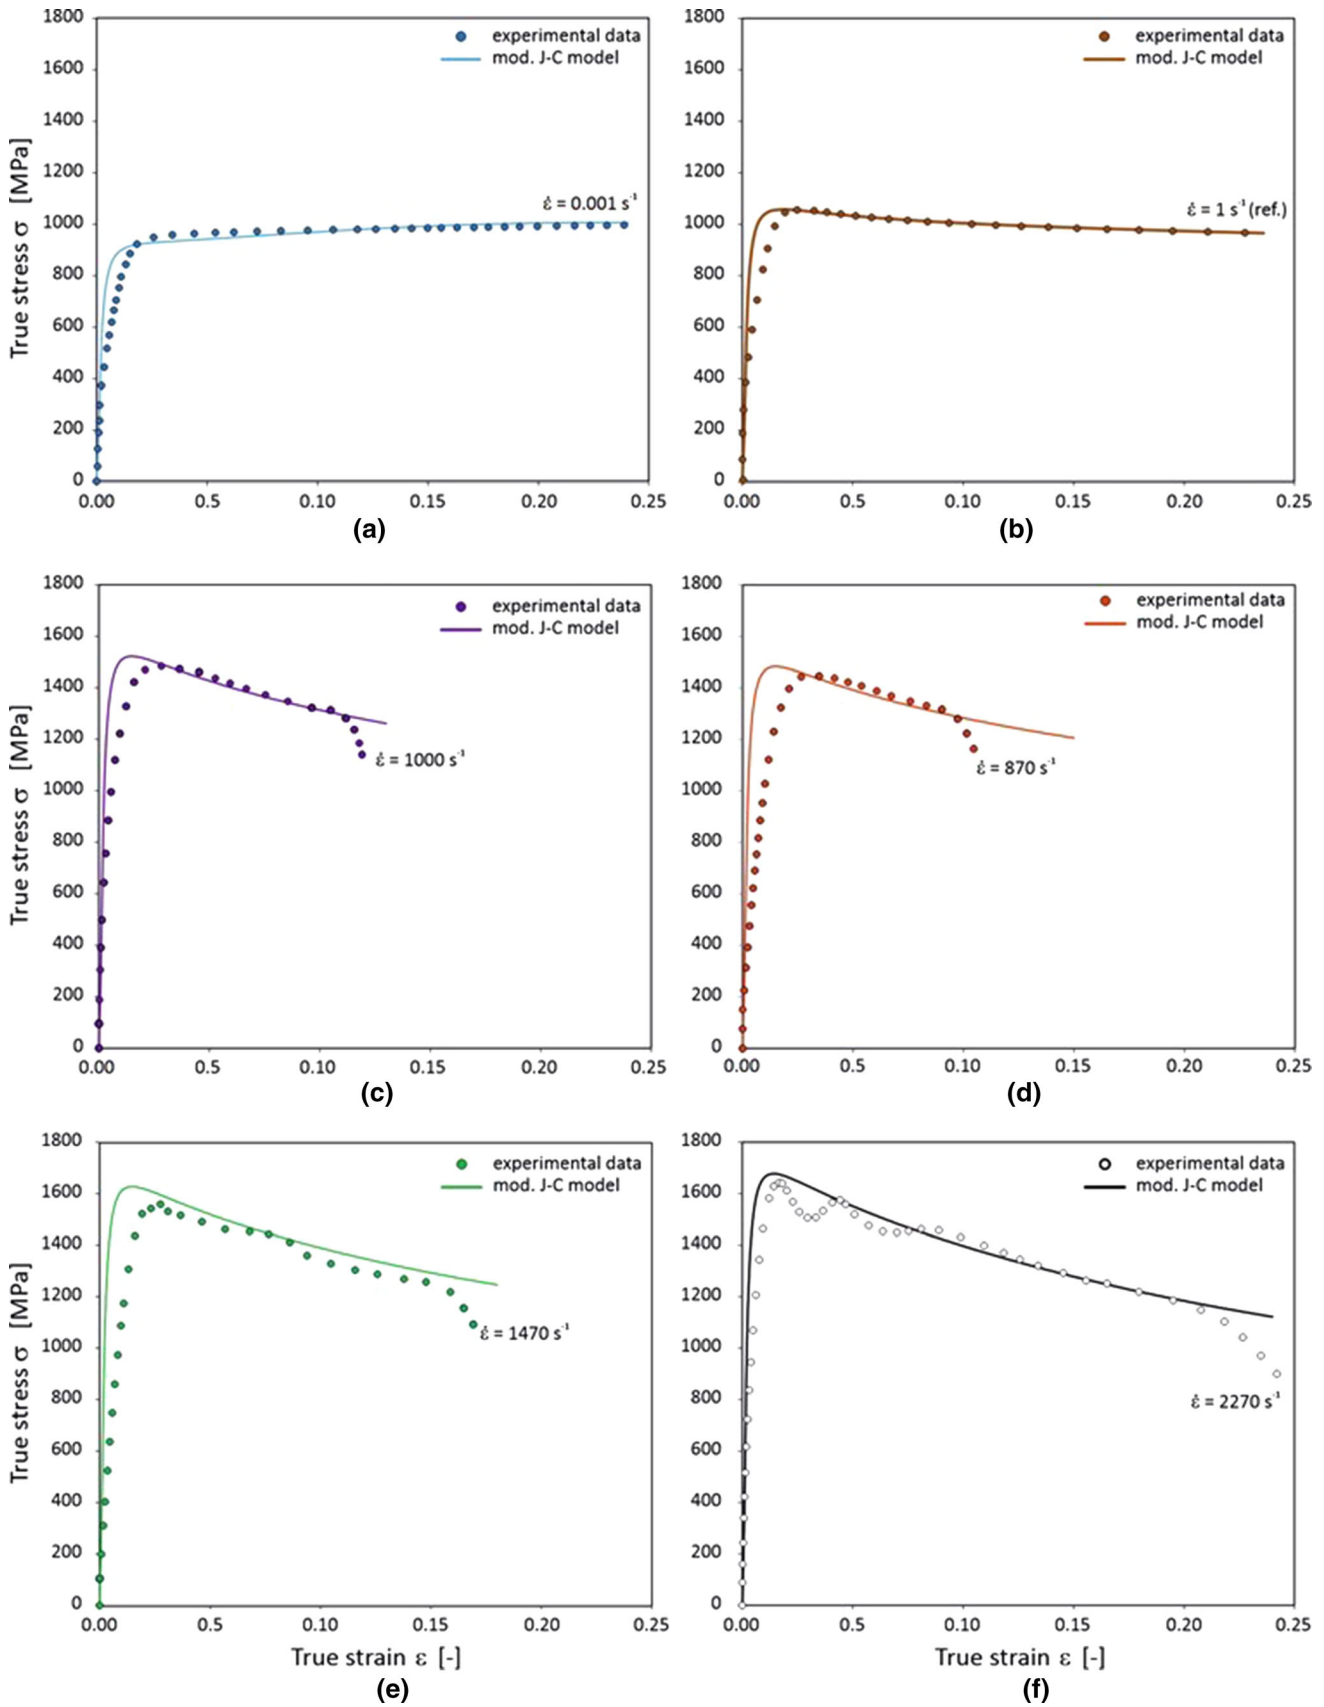 1800
1600
1400
1200
1000
800
600
400
200
0
True stress σ [MPa]
experimental data
mod. J-C model
ε̇ = 0.001 s⁻¹
0.00 0.5 0.10 0.15 0.20 0.25
(a)
1800
1600
1400
1200
1000
800
600
400
200
0
experimental data
mod. J-C model
ε̇ = 1 s⁻¹(ref.)
0.00 0.5 0.10 0.15 0.20 0.25
(b)
1800
1600
1400
1200
1000
800
600
400
200
0
True stress σ [MPa]
experimental data
mod. J-C model
ε̇ = 1000 s⁻¹
0.00 0.5 0.10 0.15 0.20 0.25
(c)
1800
1600
1400
1200
1000
800
600
400
200
0
experimental data
mod. J-C model
ε̇ = 870 s⁻¹
0.00 0.5 0.10 0.15 0.20 0.25
(d)
1800
1600
1400
1200
1000
800
600
400
200
0
True stress σ [MPa]
experimental data
mod. J-C model
ε̇ = 1470 s⁻¹
0.00 0.5 0.10 0.15 0.20 0.25
True strain ε [-]
(e)
1800
1600
1400
1200
1000
800
600
400
200
0
experimental data
mod. J-C model
ε̇ = 2270 s⁻¹
0.00 0.5 0.10 0.15 0.20 0.25
True strain ε [-]
(f)